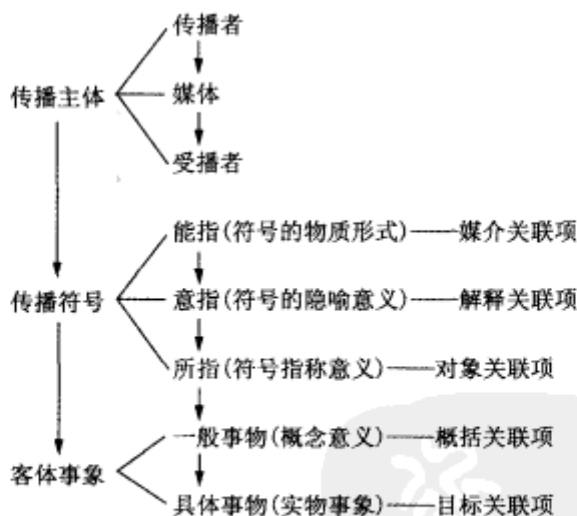 传播者
传播主体 媒体
受播者
能指(符号的物质形式)——媒介关联项
传播符号 意指(符号的隐喻意义)——解释关联项
所指(符号指称意义)——对象关联项
一般事物(概念意义)——概括关联项
客体事象
具体事物(实物事象)——目标关联项